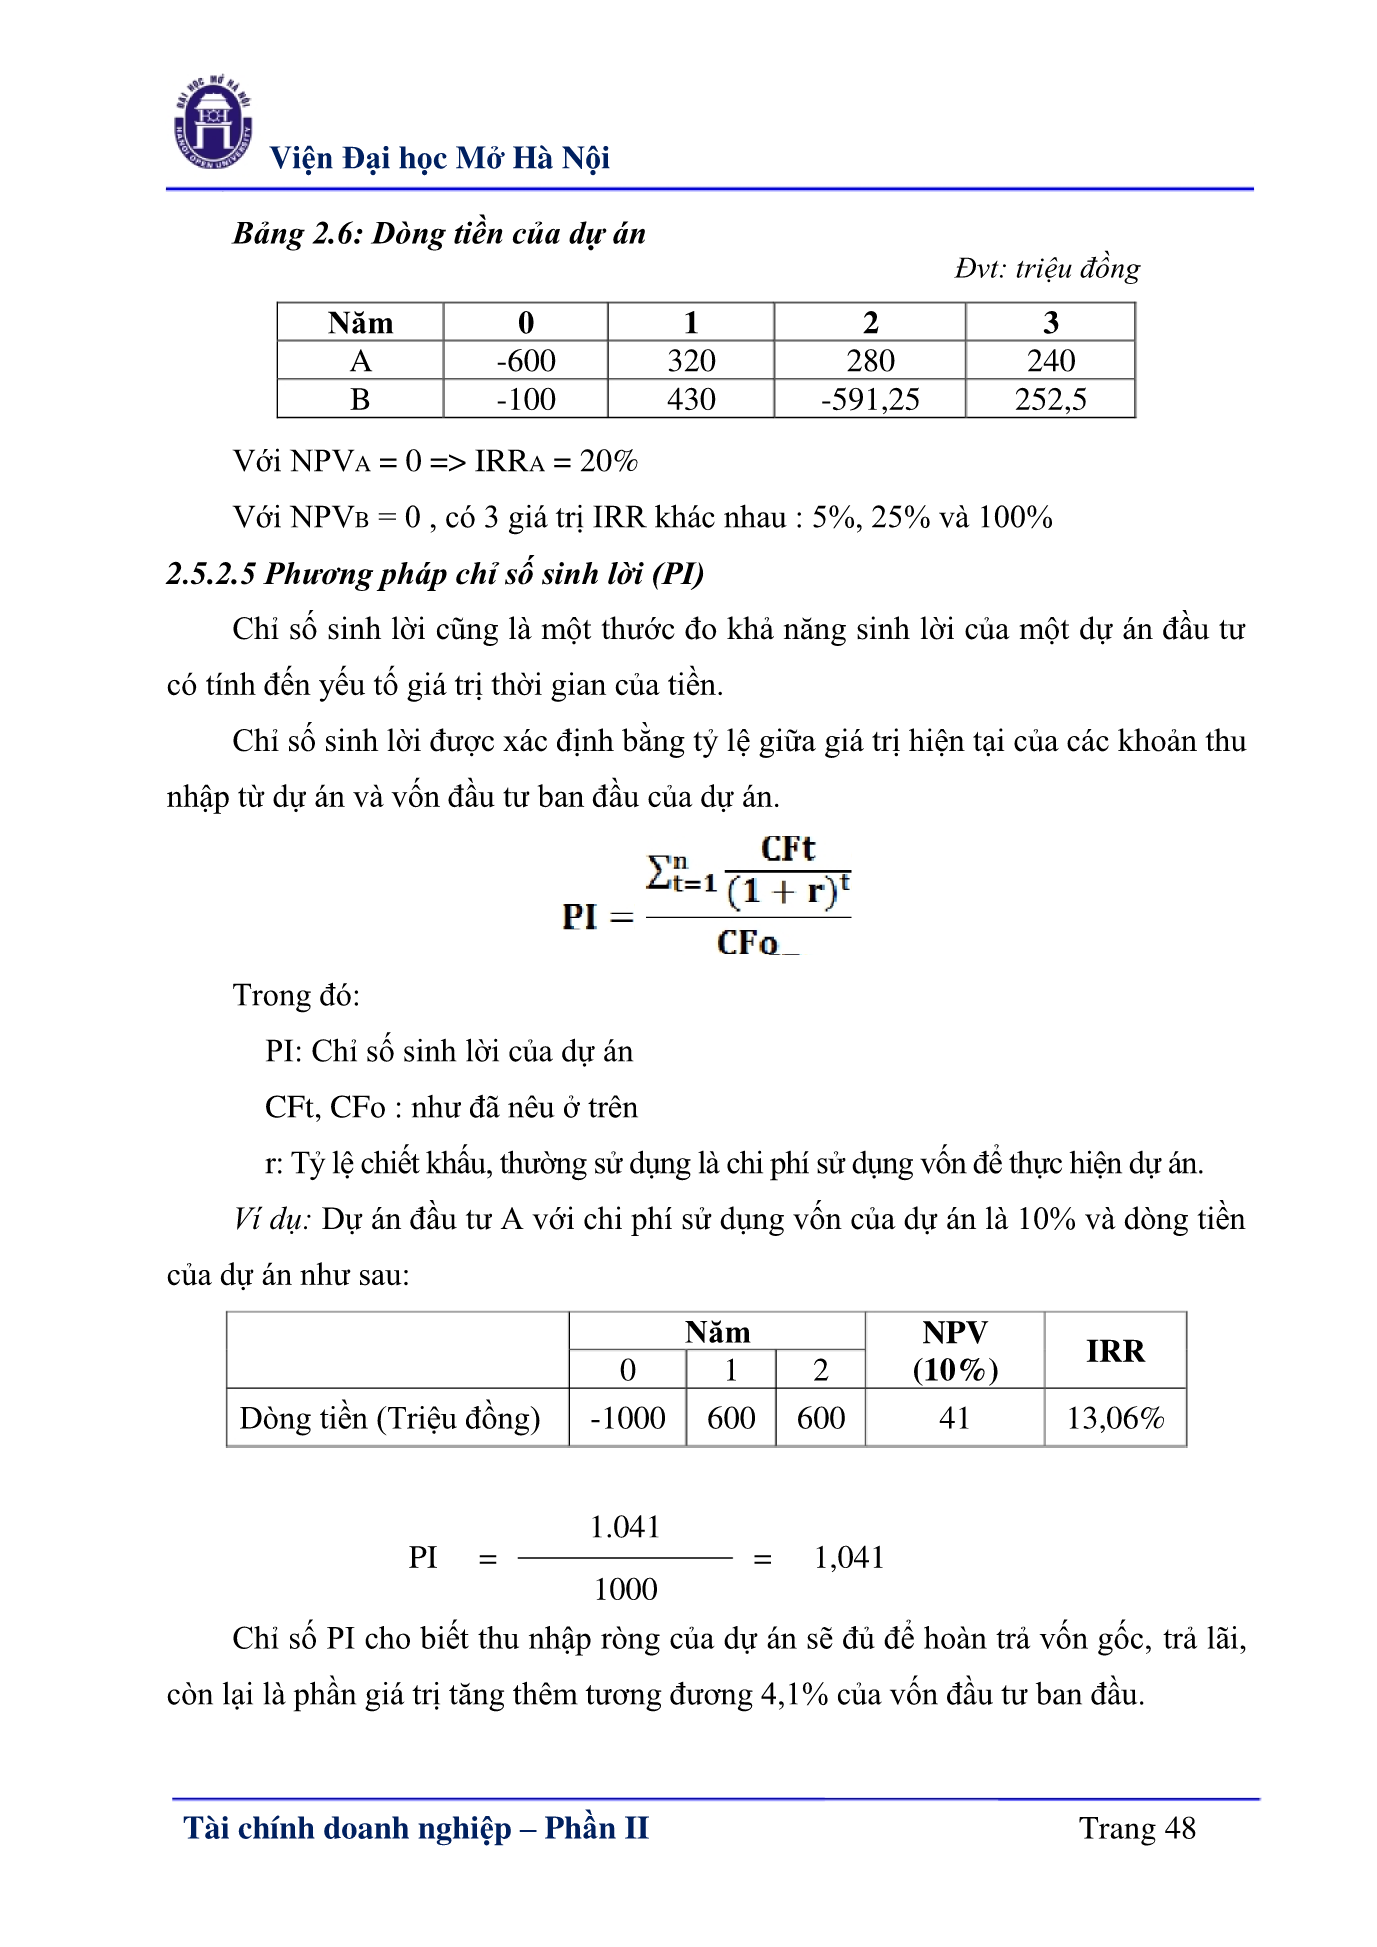 ĐẠI HỌC MỞ HÀ NỘI
HANOI OPEN UNIVERSITY
Viện Đại học Mở Hà Nội
Bảng 2.6: Dòng tiền của dự án
Đvt: triệu đồng
Năm 0 1 2 3
A -600 320 280 240
B -100 430 -591,25 252,5
Với NPVA = 0 => IRRA = 20%
Với NPVB = 0 , có 3 giá trị IRR khác nhau : 5%, 25% và 100%
2.5.2.5 Phương pháp chỉ số sinh lời (PI)
Chỉ số sinh lời cũng là một thước đo khả năng sinh lời của một dự án đầu tư
có tính đến yếu tố giá trị thời gian của tiền.
Chỉ số sinh lời được xác định bằng tỷ lệ giữa giá trị hiện tại của các khoản thu
nhập từ dự án và vốn đầu tư ban đầu của dự án.
CFt
∑ n t=1 (1 + r)^t
PI =
CFo
Trong đó:
PI: Chỉ số sinh lời của dự án
CFt, CFo : như đã nêu ở trên
r: Tỷ lệ chiết khấu, thường sử dụng là chi phí sử dụng vốn để thực hiện dự án.
Ví dụ: Dự án đầu tư A với chi phí sử dụng vốn của dự án là 10% và dòng tiền
của dự án như sau:
Năm NPV IRR
0 1 2 (10%)
Dòng tiền (Triệu đồng) -1000 600 600 41 13,06%
1.041
PI = = 1,041
1000
Chỉ số PI cho biết thu nhập ròng của dự án sẽ đủ để hoàn trả vốn gốc, trả lãi,
còn lại là phần giá trị tăng thêm tương đương 4,1% của vốn đầu tư ban đầu.
Tài chính doanh nghiệp – Phần II Trang 48